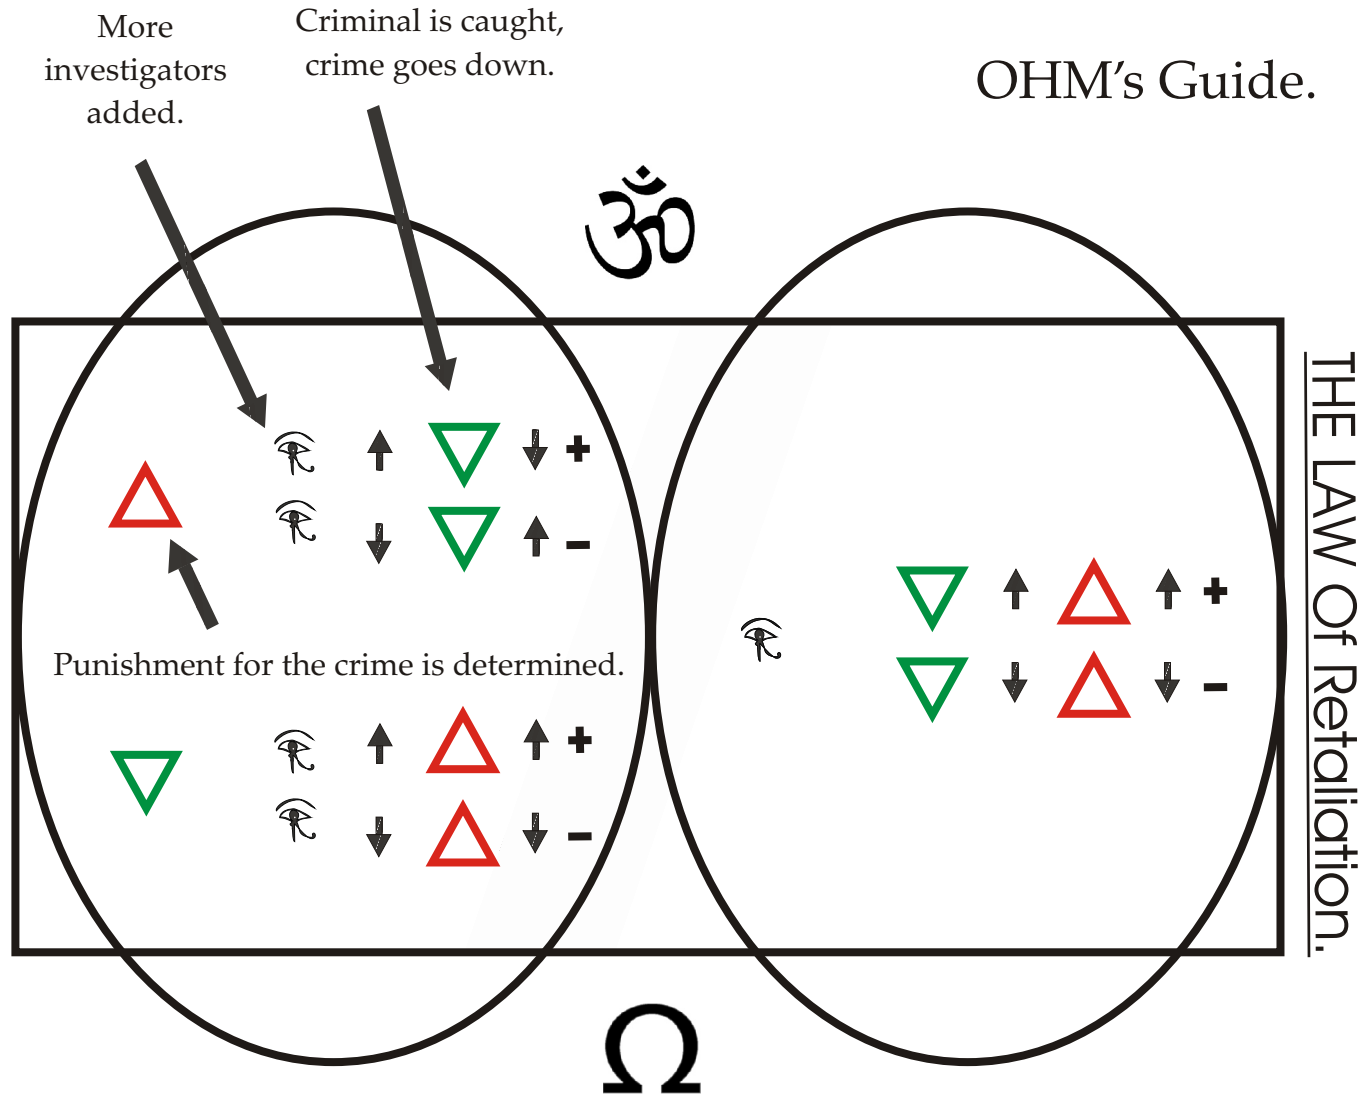 More
investigators
added.
Criminal is caught,
crime goes down.
OHM's Guide.
ॐ
+
−
Punishment for the crime is determined.
+
−
+
−
THE LAW Of Retaliation.
Ω